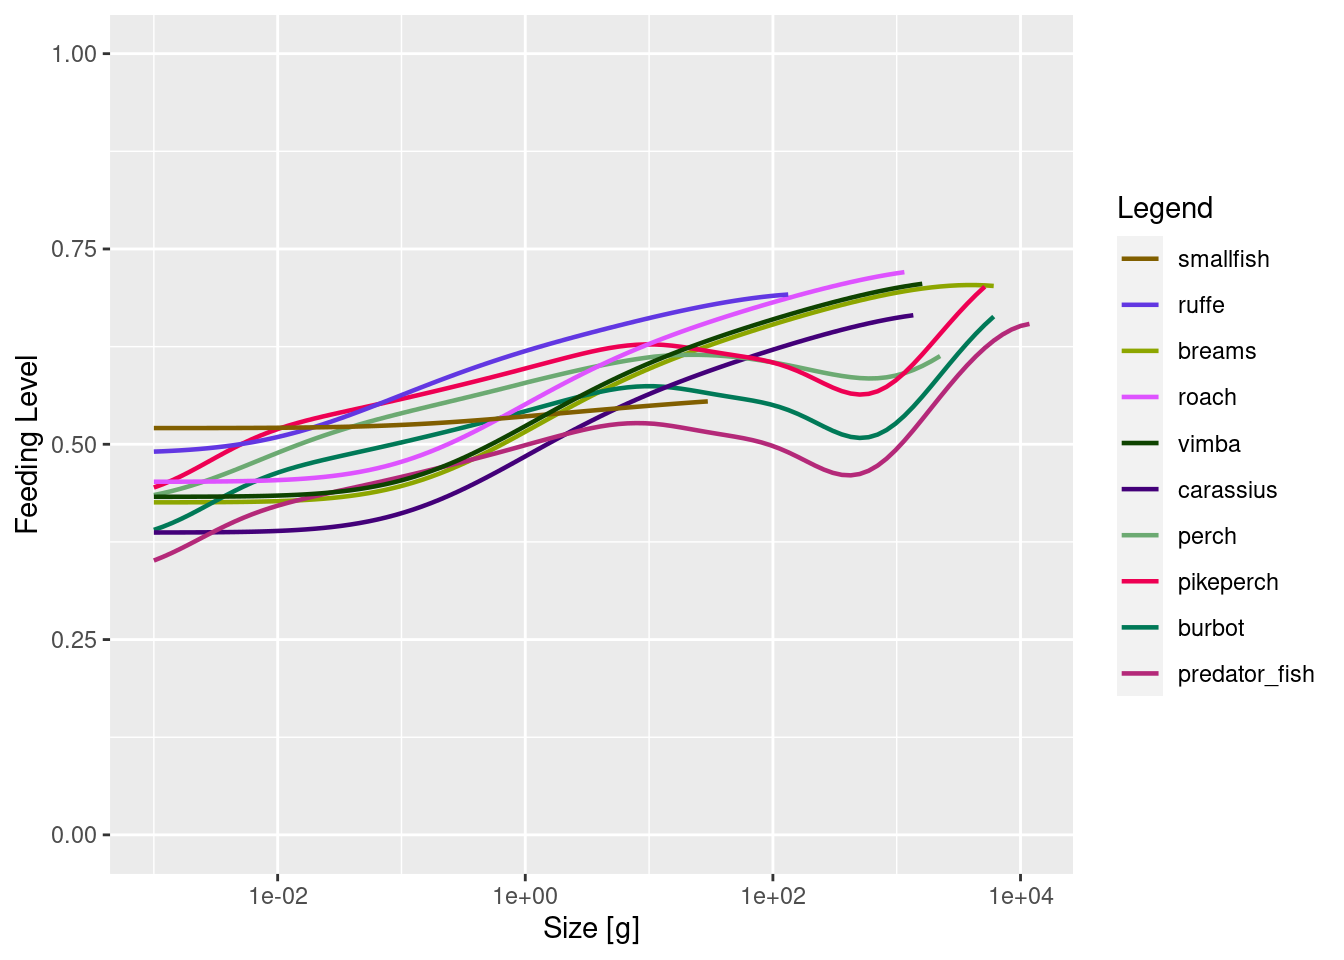 1.00
0.75
0.50
0.25
0.00
Feeding Level
1e-02
1e+00
1e+02
1e+04
Size [g]
Legend
smallfish
ruffe
breams
roach
vimba
carassius
perch
pikeperch
burbot
predator_fish